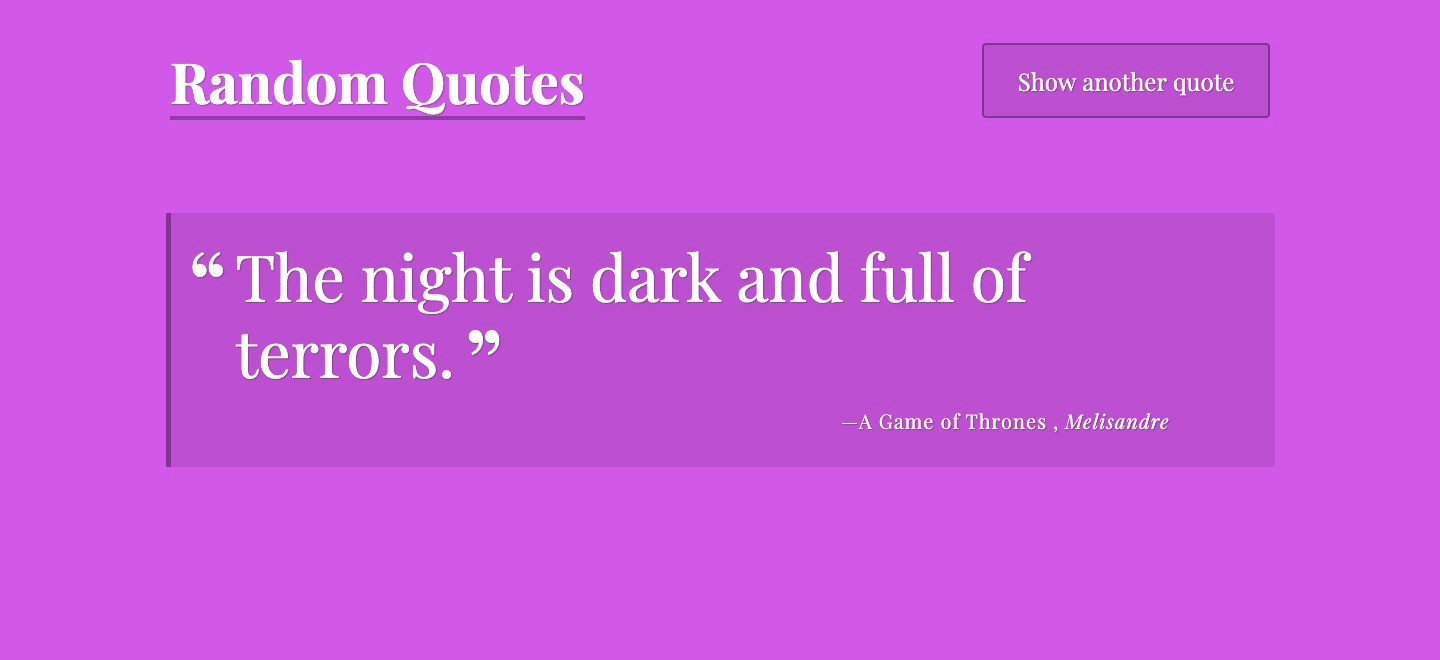 Random Quotes
Show another quote
“The night is dark and full of
terrors.”
—A Game of Thrones , Melisandre